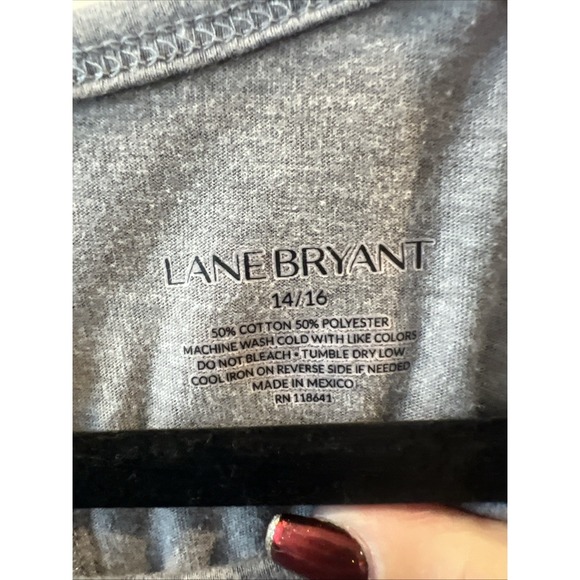 LANE BRYANT
14/16
50% COTTON 50% POLYESTER
MACHINE WASH COLD WITH LIKE COLORS
DO NOT BLEACH • TUMBLE DRY LOW
COOL IRON ON REVERSE SIDE IF NEEDED
MADE IN MEXICO
RN 118641